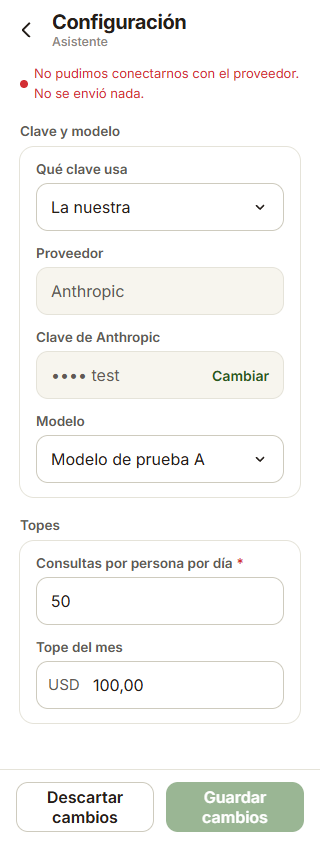 Configuración
Asistente
No pudimos conectarnos con el proveedor.
No se envió nada.
Clave y modelo
Qué clave usa
La nuestra
Proveedor
Anthropic
Clave de Anthropic
•••• test Cambiar
Modelo
Modelo de prueba A
Topes
Consultas por persona por día *
50
Tope del mes
USD 100,00
Descartar
cambios
Guardar
cambios